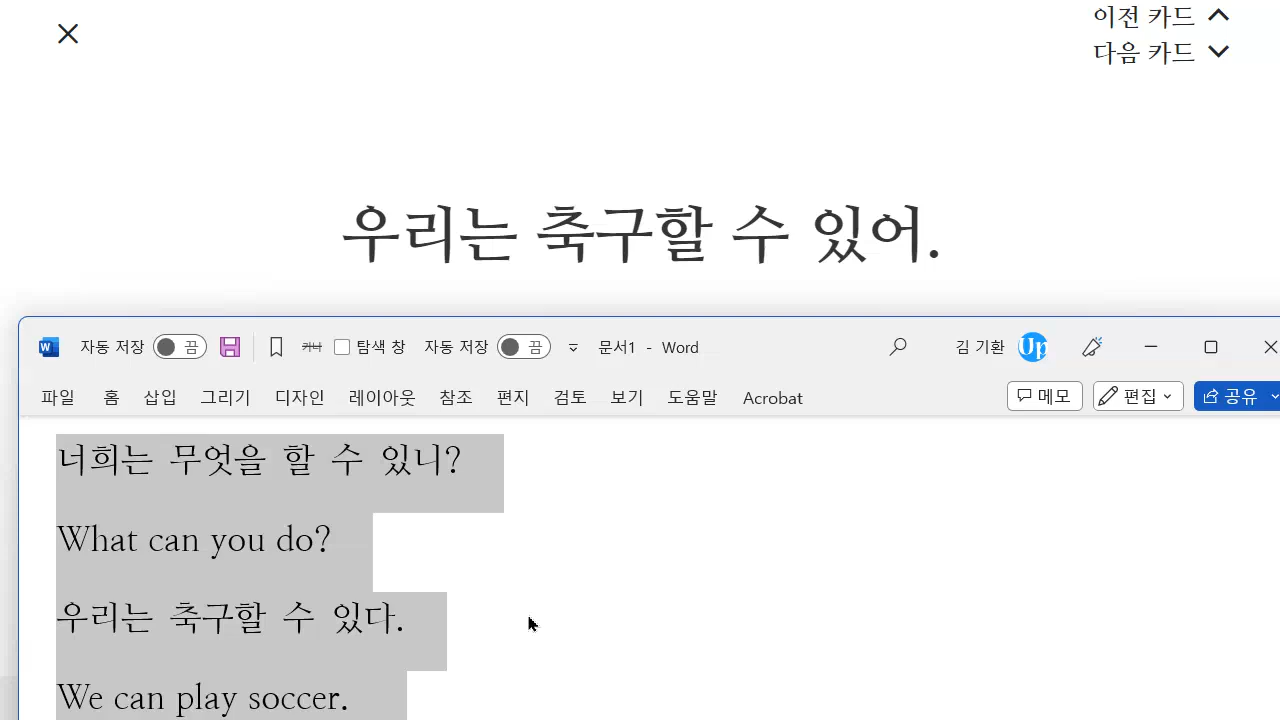 이전 카드
다음 카드
우리는 축구할 수 있어.
자동 저장 끔 가나 탐색 창 자동 저장 끔 문서1 - Word 김 기환 Up
파일 홈 삽입 그리기 디자인 레이아웃 참조 편지 검토 보기 도움말 Acrobat 메모 편집 공유
너희는 무엇을 할 수 있니?
What can you do?
우리는 축구할 수 있다.
We can play soccer.